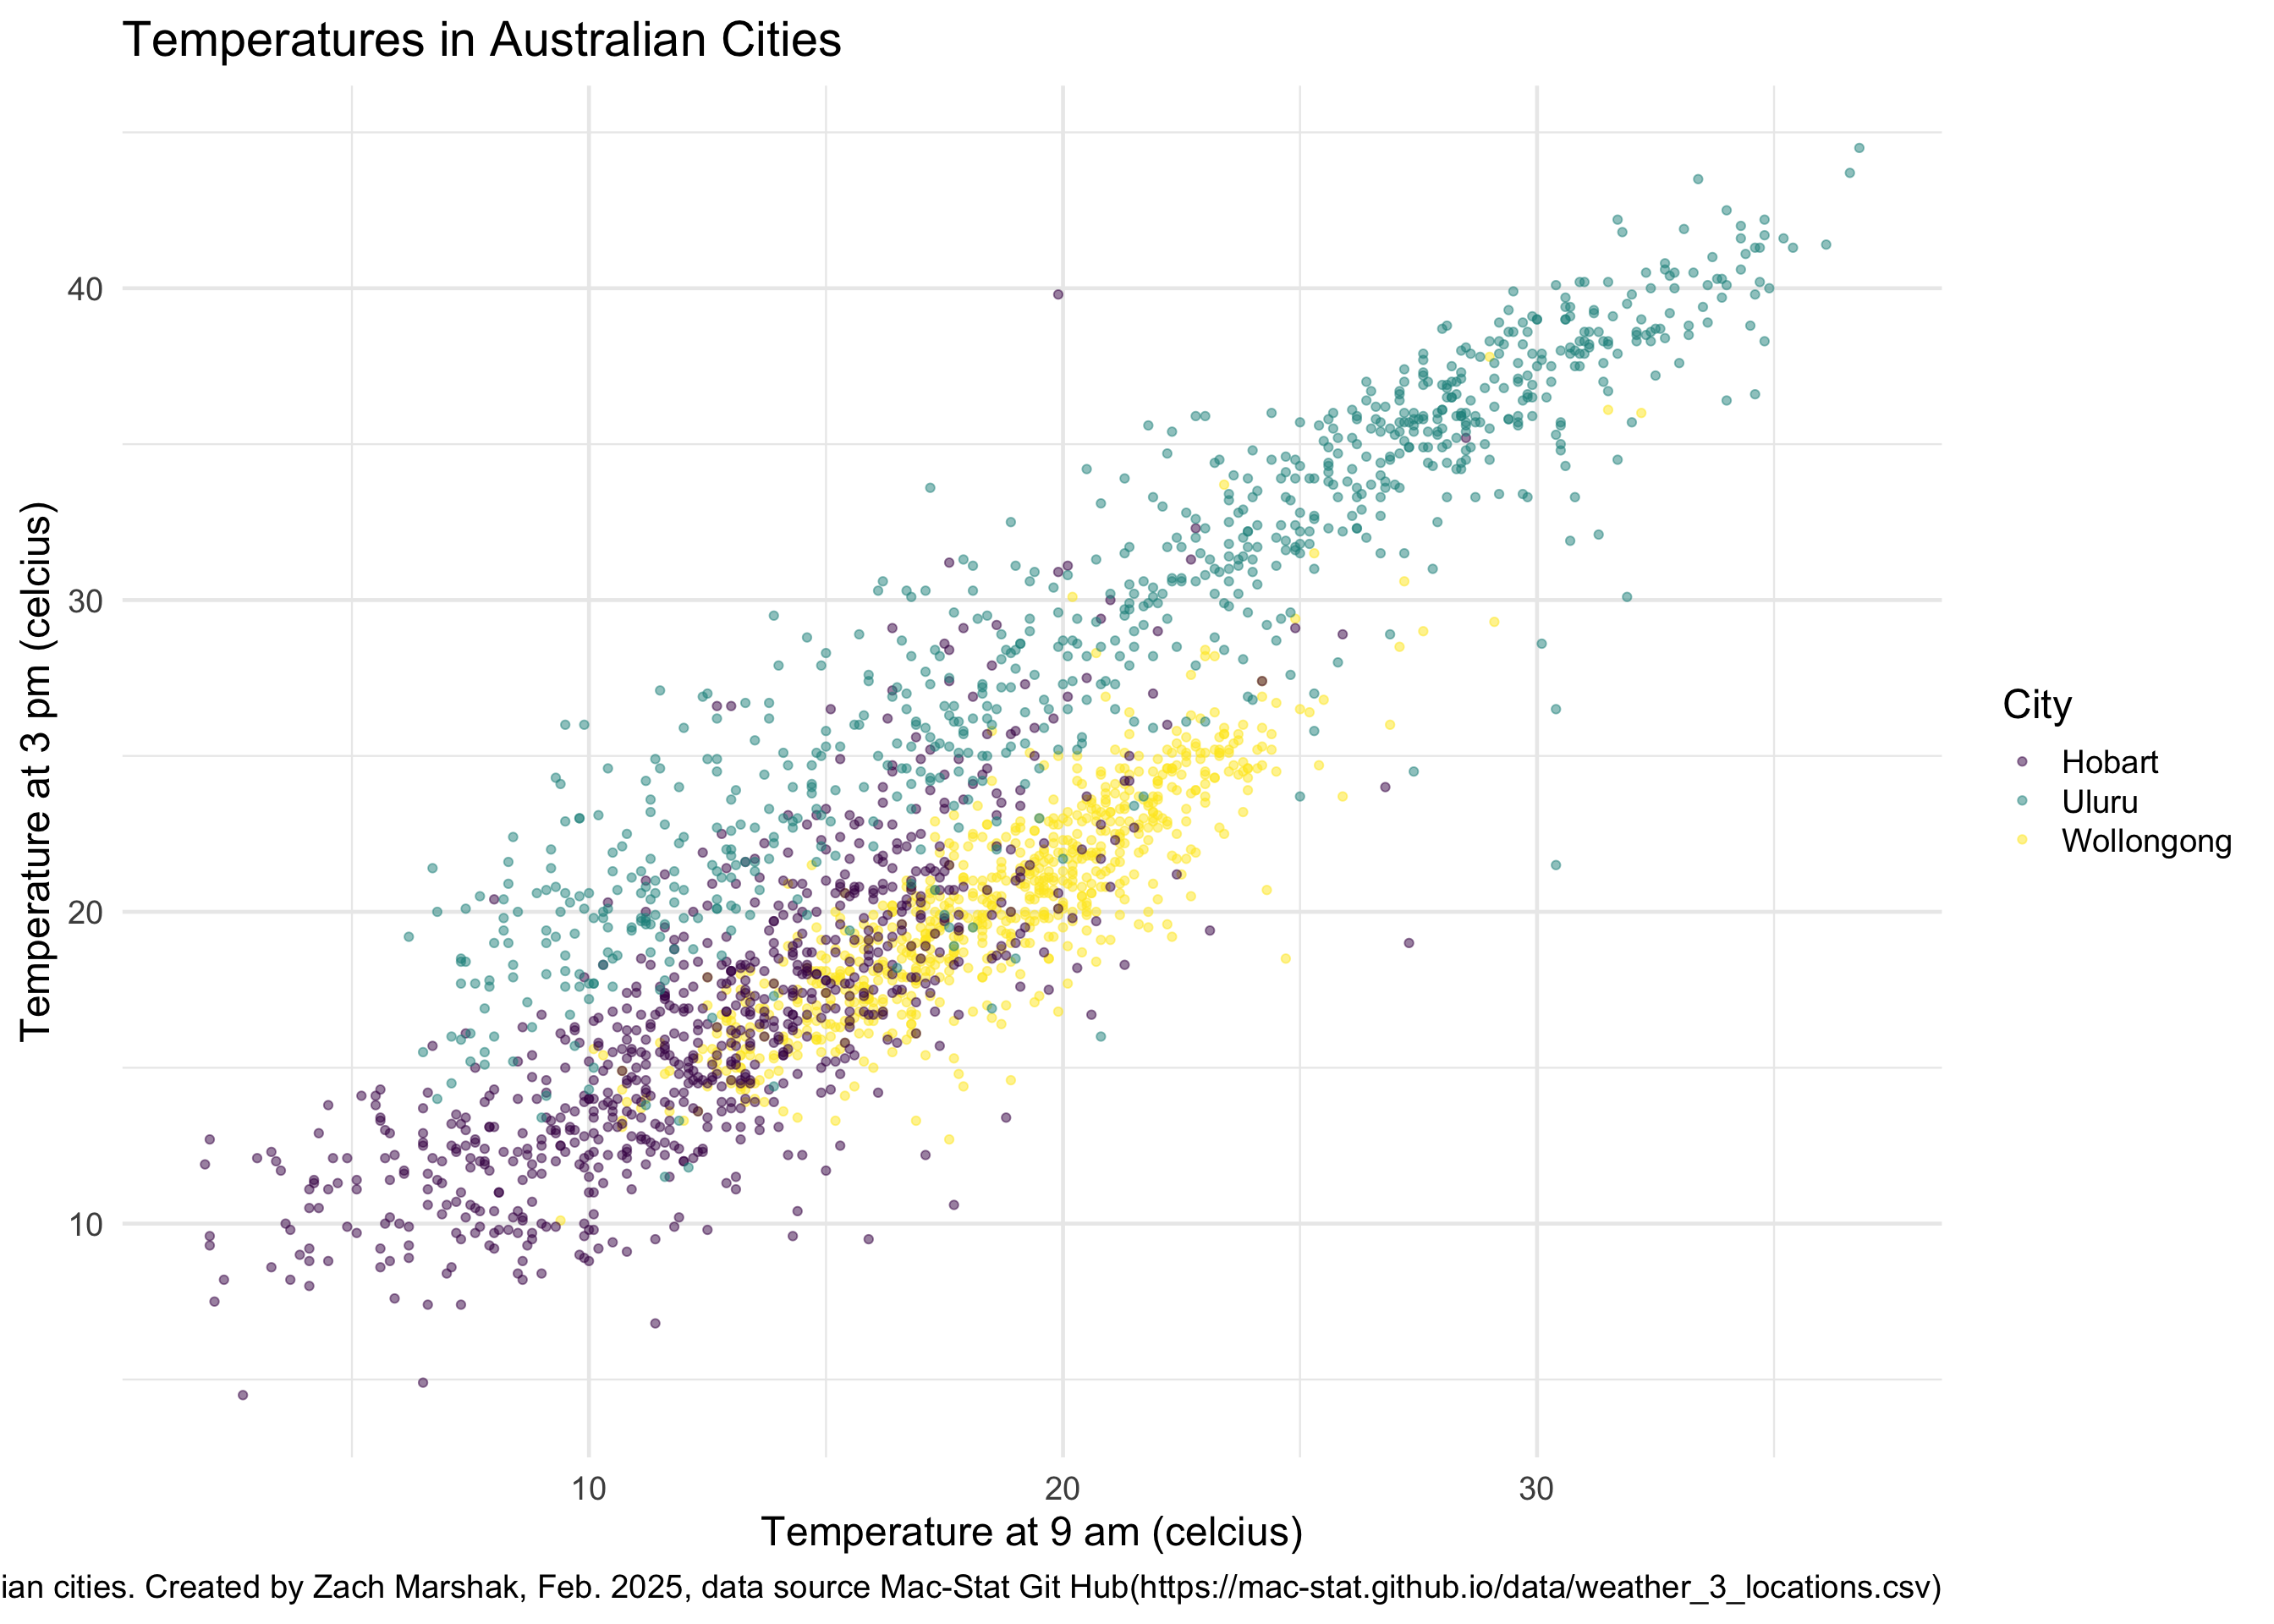 Temperatures in Australian Cities
Temperature at 3 pm (celcius)
40
30
20
10
10 20 30
Temperature at 9 am (celcius)
City
Hobart
Uluru
Wollongong
ian cities. Created by Zach Marshak, Feb. 2025, data source Mac-Stat Git Hub(https://mac-stat.github.io/data/weather_3_locations.csv)